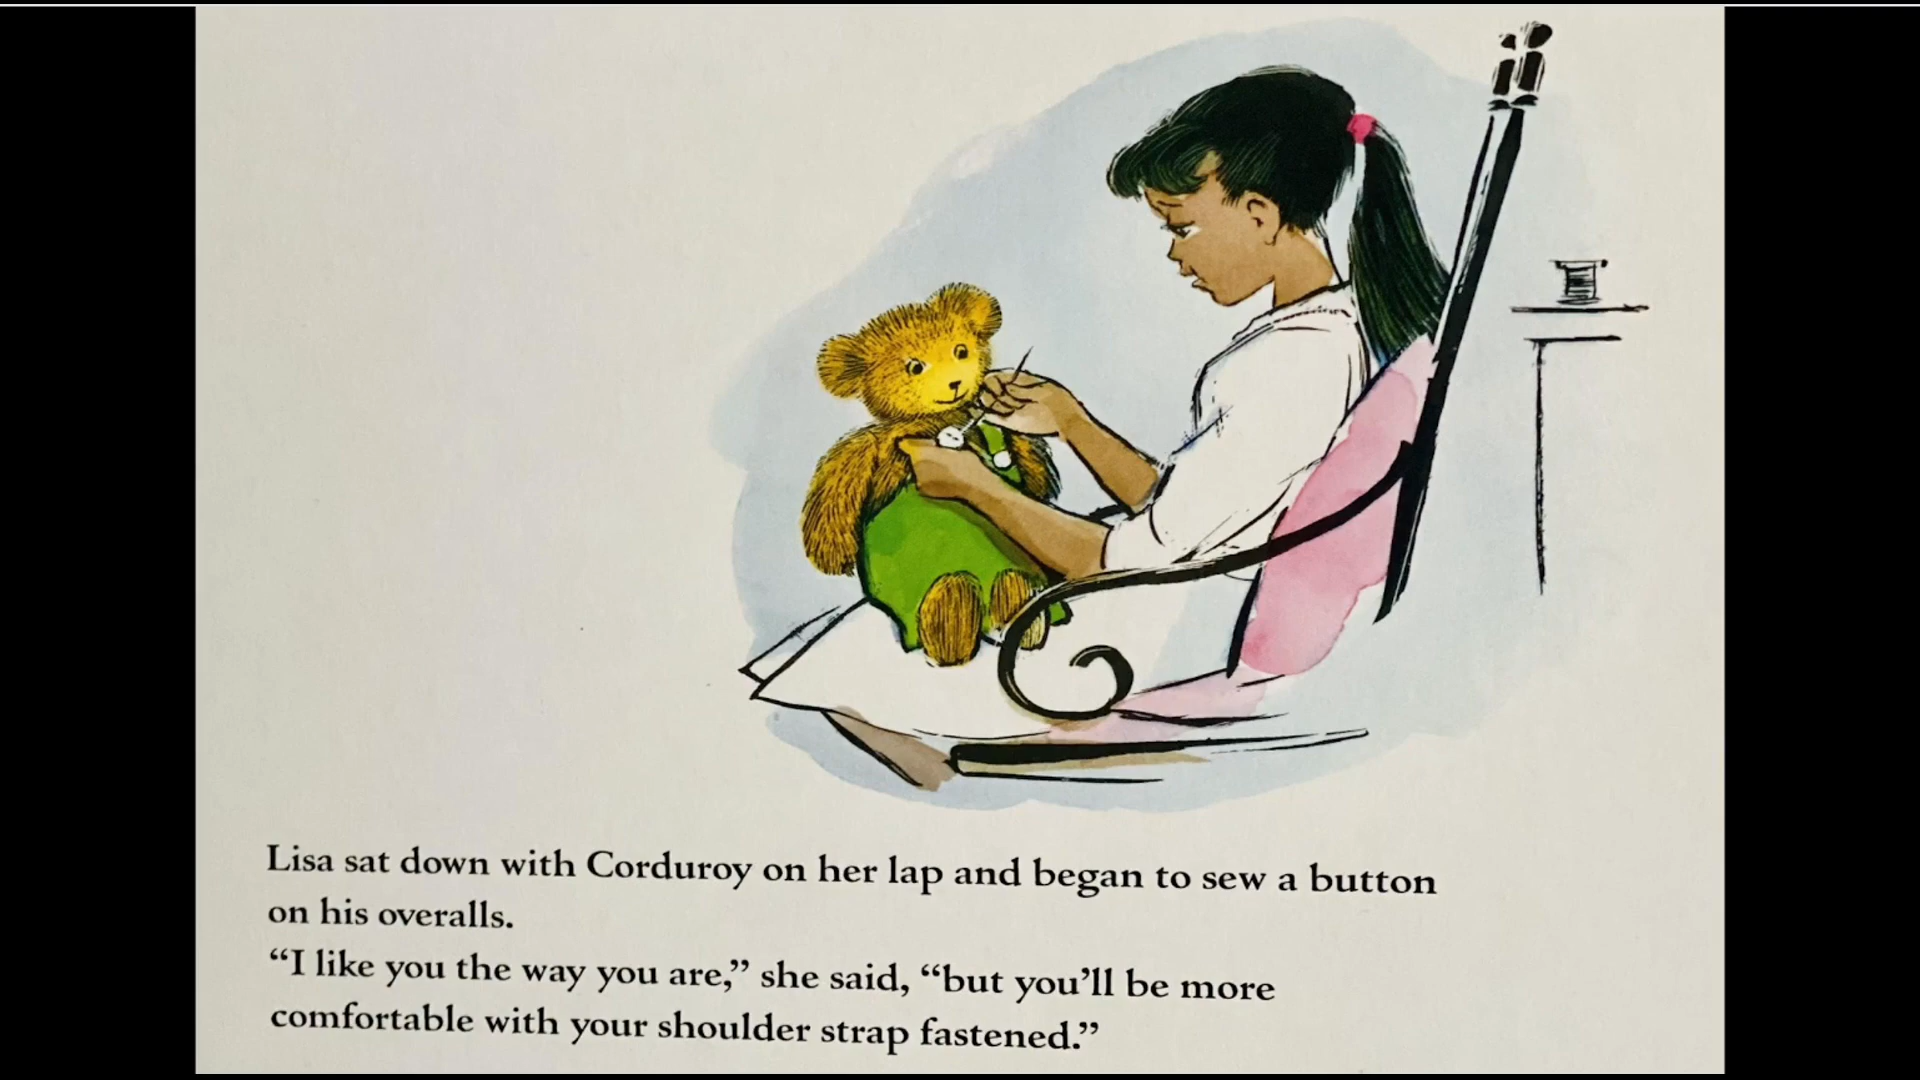 Lisa sat down with Corduroy on her lap and began to sew a button
on his overalls.
“I like you the way you are,” she said, “but you’ll be more
comfortable with your shoulder strap fastened.”